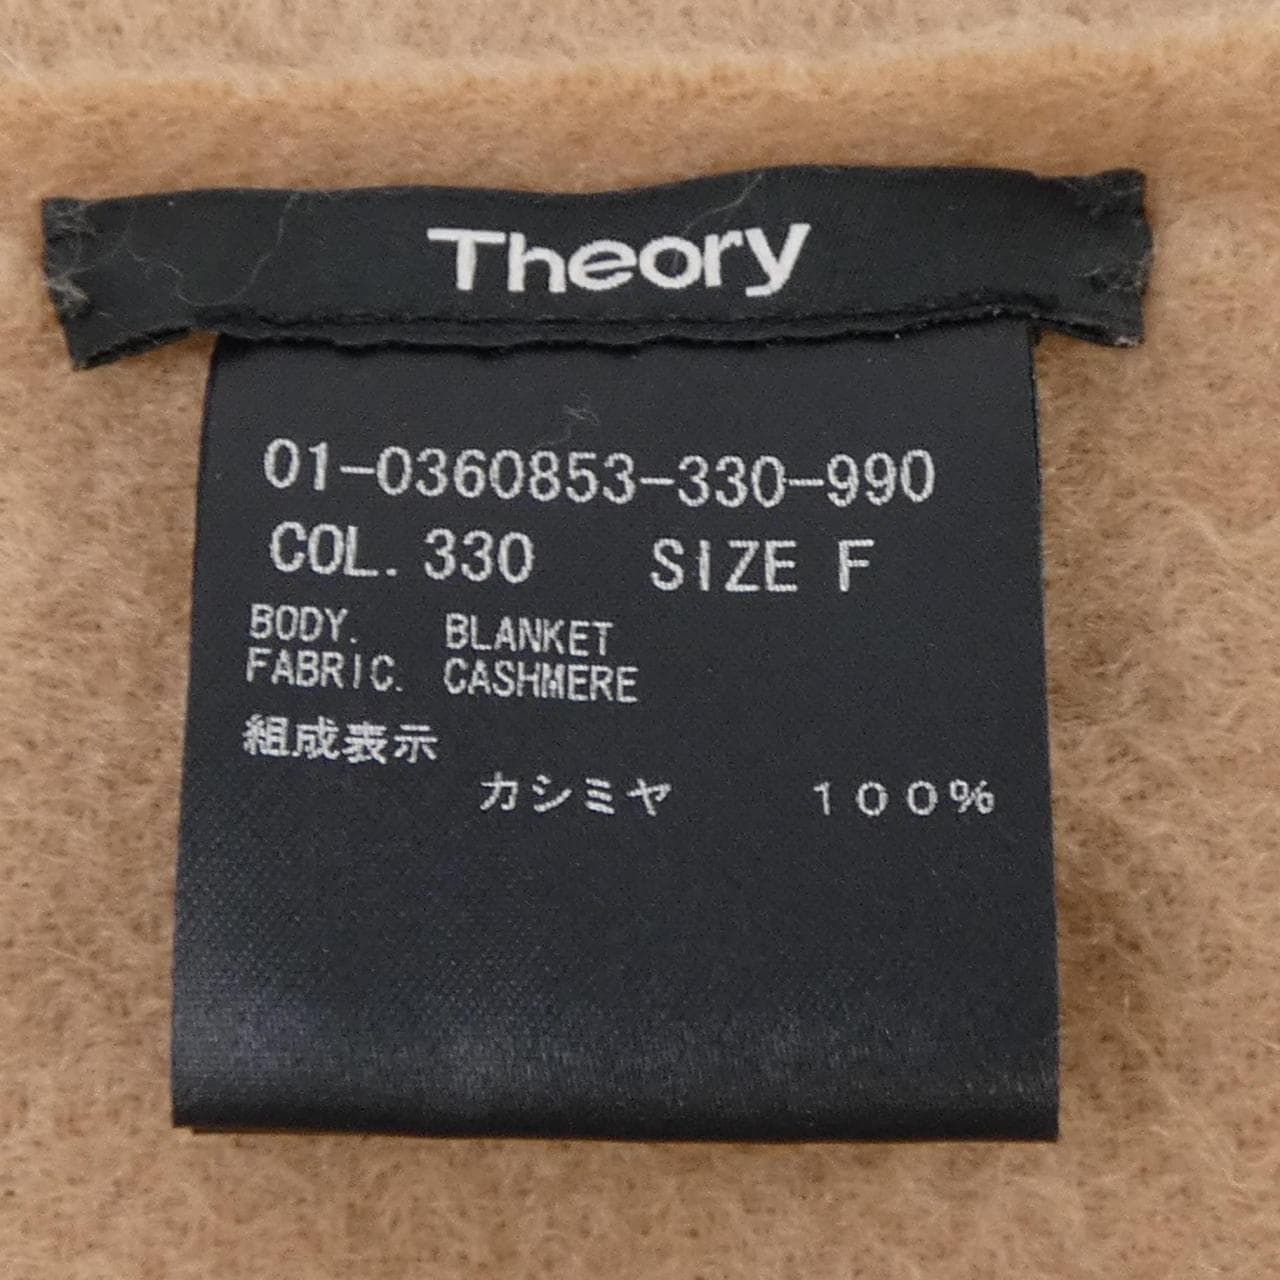 Theory
01-0360853-330-990
COL. 330 SIZE F
BODY. BLANKET
FABRIC. CASHMERE
組成表示
カシミヤ 100%